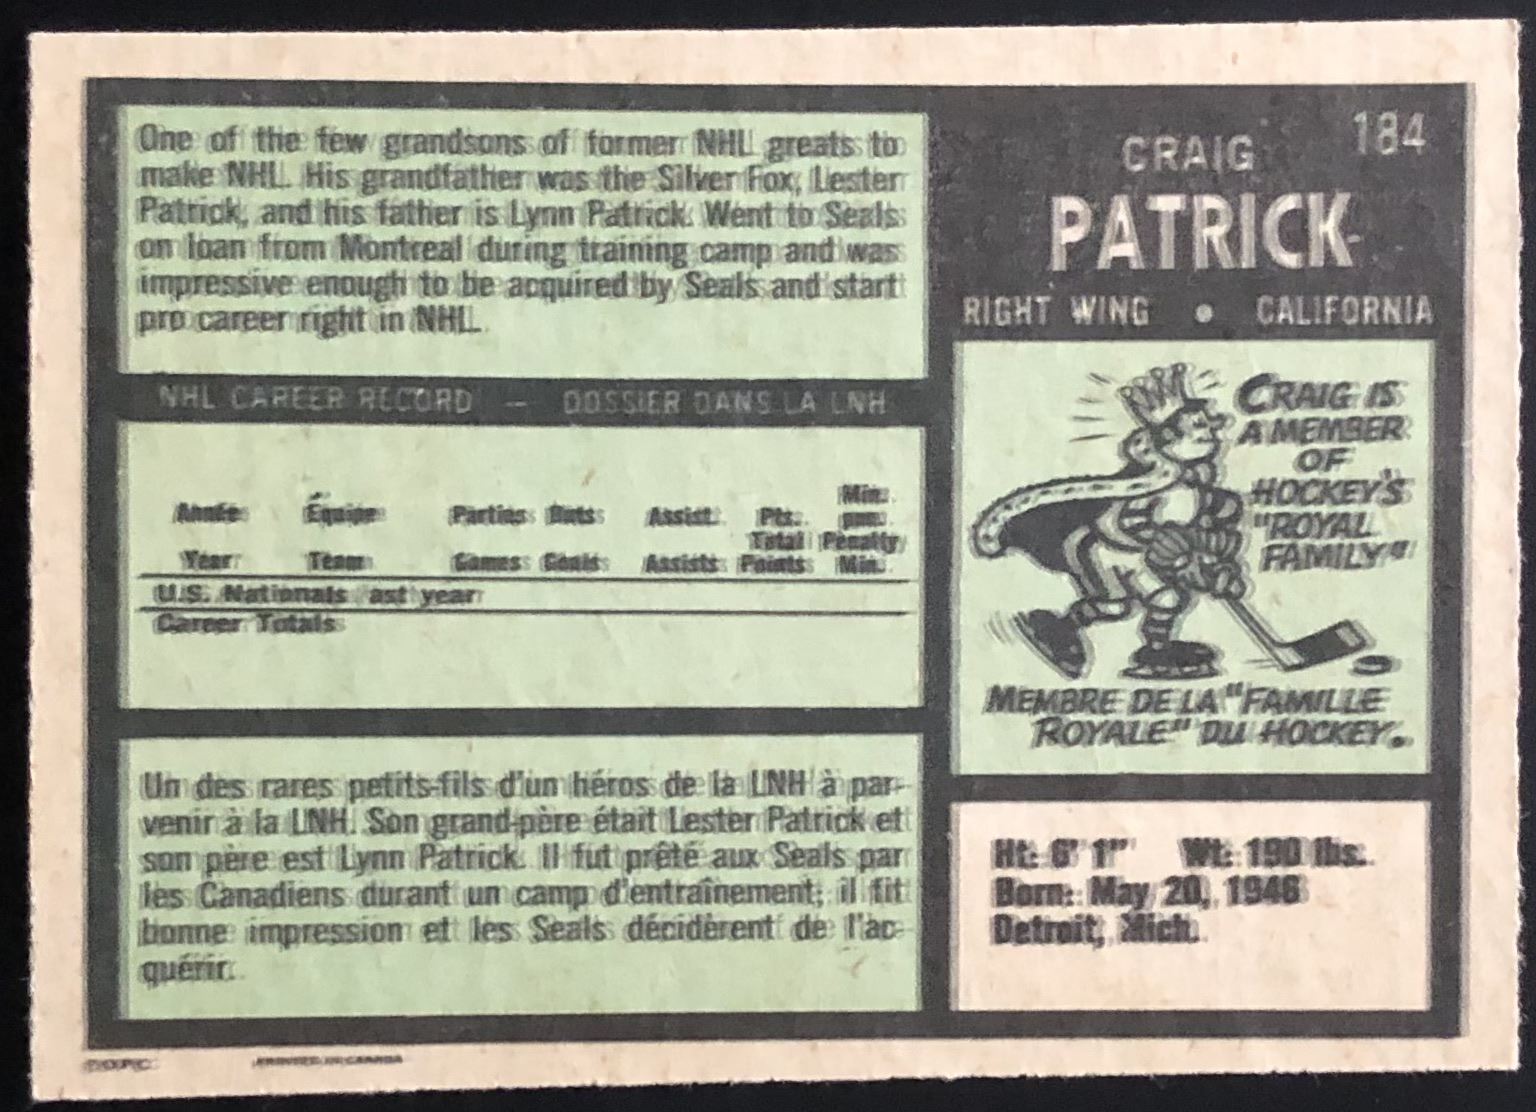 One of the few grandsons of former NHL greats to
make NHL. His grandfather was the Silver Fox, Lester
Patrick, and his father is Lynn Patrick. Went to Seals
on loan from Montreal during training camp and was
impressive enough to be acquired by Seals and start
pro career right in NHL.
NHL CAREER RECORD — DOSSIER DANS LA LNH
Année Équipe Parties Buts Assist. Pts. Total Min. pun.
Year Team Games Goals Assists Points Penalty Min.
U.S. Nationals last year
Career Totals
Un des rares petits-fils d'un héros de la LNH à par-
venir à la LNH. Son grand-père était Lester Patrick et
son père est Lynn Patrick. Il fut prêté aux Seals par
les Canadiens durant un camp d'entraînement; il fit
bonne impression et les Seals décidèrent de l'ac-
quérir.
184
CRAIG
PATRICK
RIGHT WING • CALIFORNIA
CRAIG IS
A MEMBER
OF
HOCKEY'S
"ROYAL
FAMILY"
MEMBRE DE LA "FAMILLE
ROYALE" DU HOCKEY.
Ht: 6' 1" Wt: 190 lbs.
Born: May 20, 1946
Detroit, Mich.
PRINTED IN CANADA